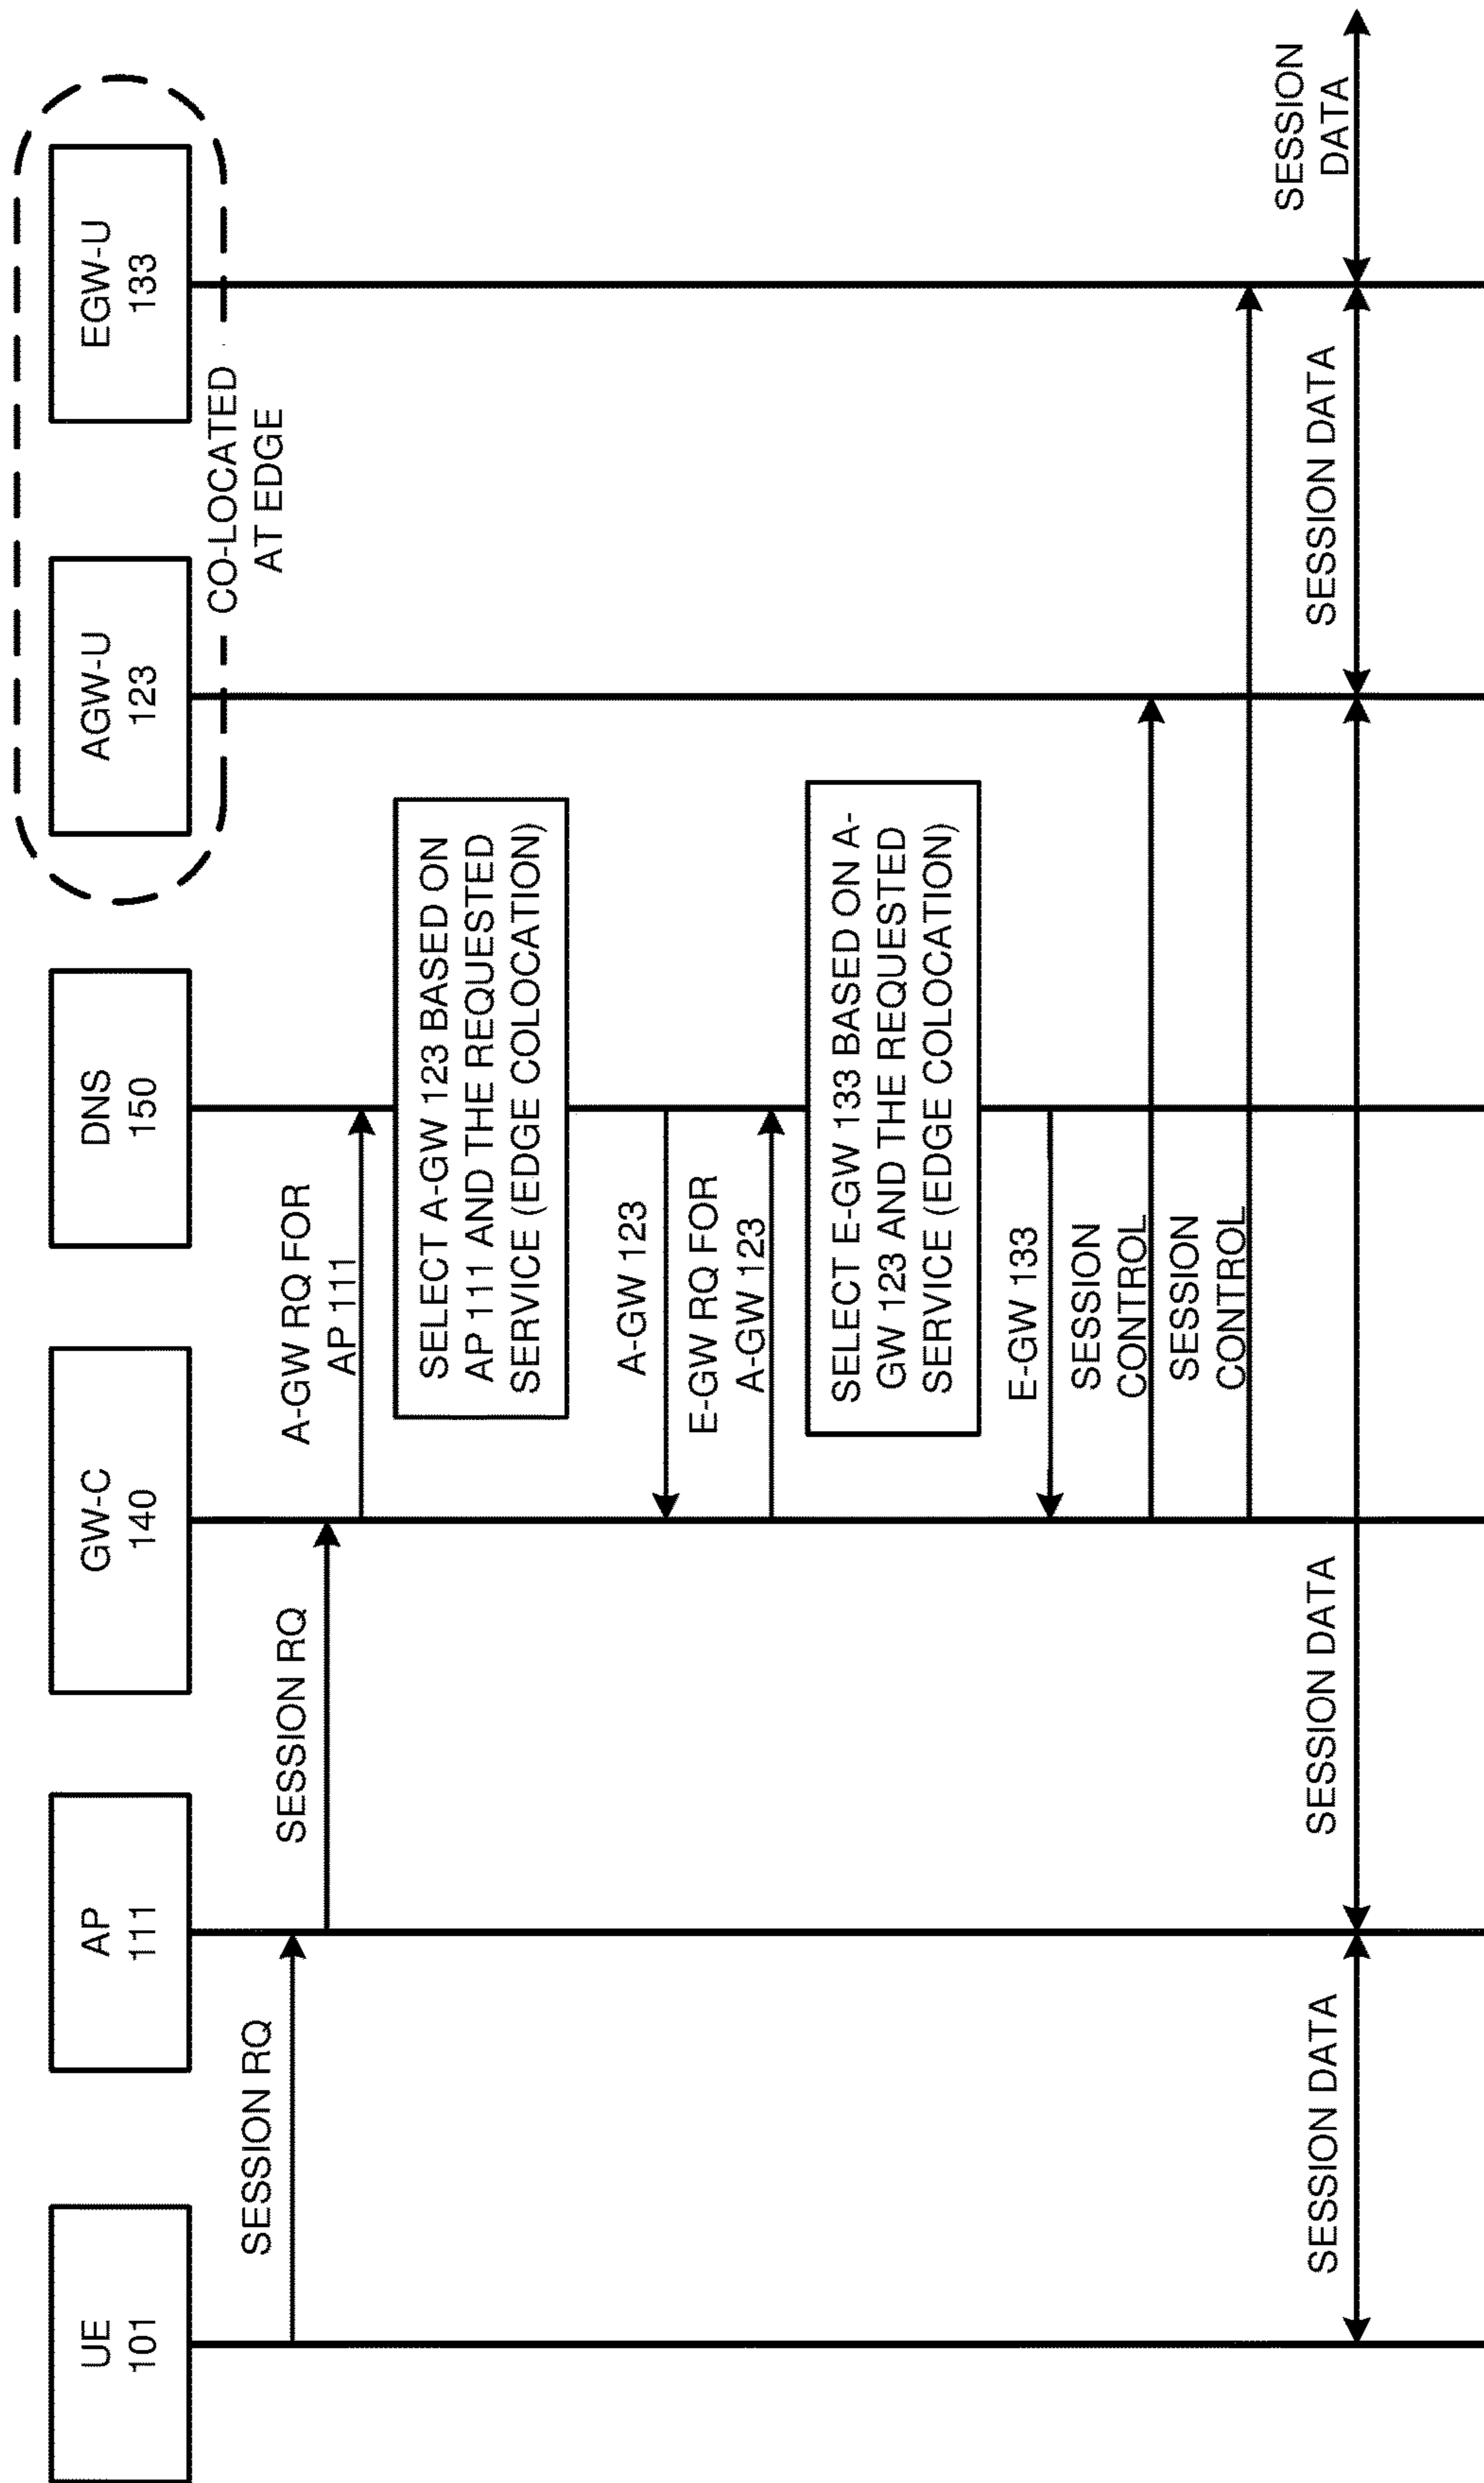 UE
101
AP
111
GW-C
140
DNS
150
AGW-U
123
EGW-U
133
CO-LOCATED
AT EDGE
SESSION RQ
SESSION RQ
A-GW RQ FOR
AP 111
SELECT A-GW 123 BASED ON
AP 111 AND THE REQUESTED
SERVICE (EDGE COLOCATION)
A-GW 123
E-GW RQ FOR
A-GW 123
SELECT E-GW 133 BASED ON A-
GW 123 AND THE REQUESTED
SERVICE (EDGE COLOCATION)
E-GW 133
SESSION
CONTROL
SESSION
CONTROL
SESSION DATA
SESSION DATA
SESSION DATA
SESSION
DATA